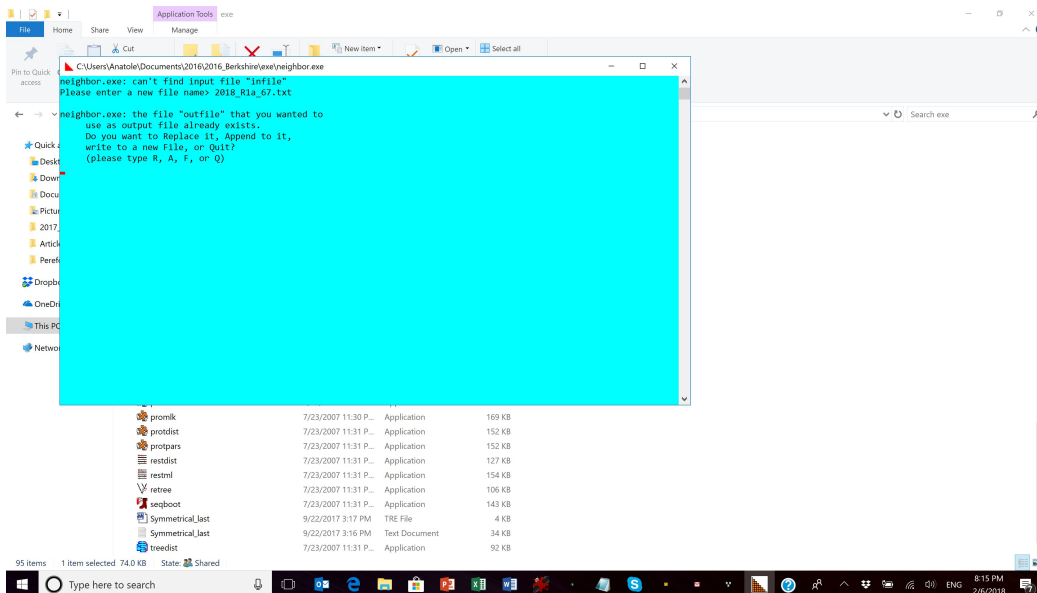 Application Tools exe
File Home Share View Manage
Cut New item Open Select all
Pin to Quick access
C:\Users\Anatole\Documents\2016\2016_Berkshire\exe\neighbor.exe
neighbor.exe: can't find input file "infile"
Please enter a new file name> 2018_R1a_67.txt
neighbor.exe: the file "outfile" that you wanted to
use as output file already exists.
Do you want to Replace it, Append to it,
write to a new File, or Quit?
(please type R, A, F, or Q)
Search exe
Quick a
Deskt
Down
Docu
Pictur
2017_
Article
Perefe
Dropbo
OneDri
This PC
Networ
promlk 7/23/2007 11:30 P... Application 169 KB
protdist 7/23/2007 11:31 P... Application 152 KB
protpars 7/23/2007 11:31 P... Application 152 KB
restdist 7/23/2007 11:31 P... Application 127 KB
restml 7/23/2007 11:31 P... Application 154 KB
retree 7/23/2007 11:31 P... Application 106 KB
seqboot 7/23/2007 11:31 P... Application 143 KB
Symmetrical_last 9/22/2017 3:17 PM TRE File 4 KB
Symmetrical_last 9/22/2017 3:16 PM Text Document 34 KB
treedist 7/23/2007 11:31 P... Application 92 KB
95 items 1 item selected 74.0 KB State: Shared
Type here to search
ENG
8:15 PM
2/6/2018